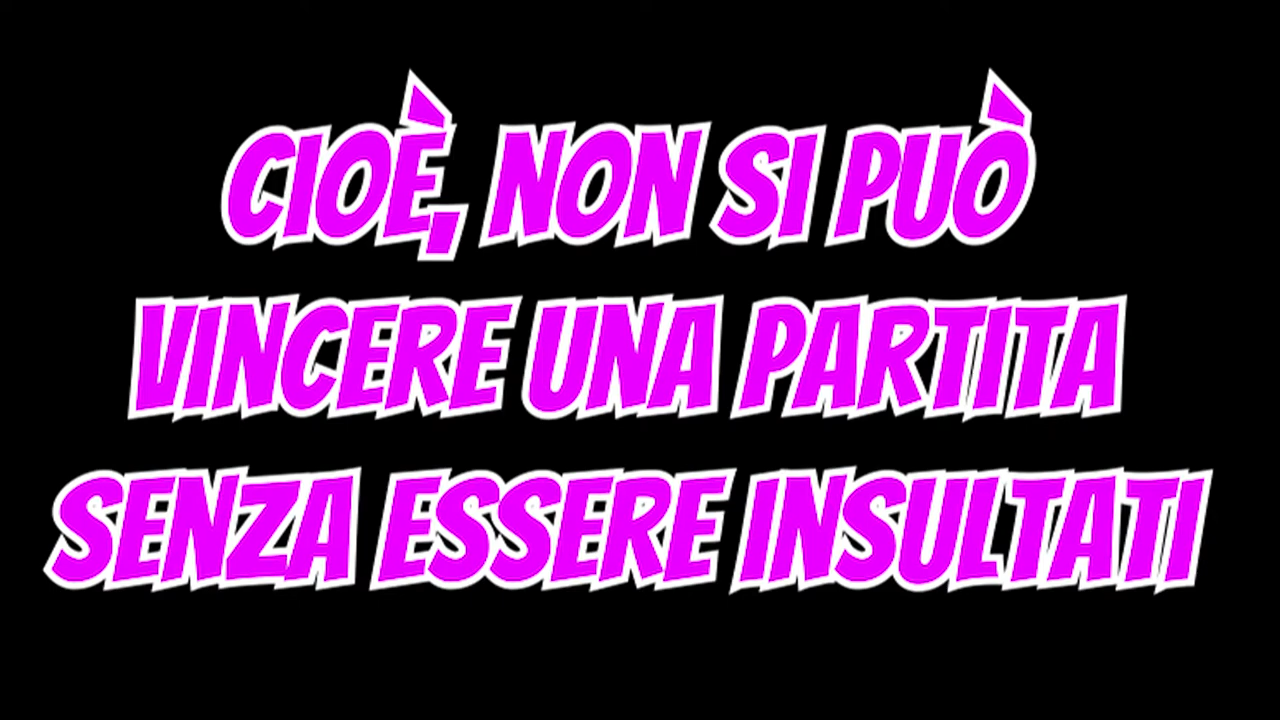 CIOÈ, NON SI PUÒ
VINCERE UNA PARTITA
SENZA ESSERE INSULTATI